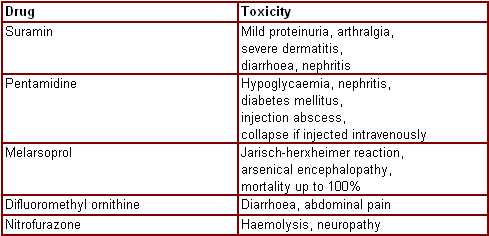 Drug Toxicity
Suramin Mild proteinuria, arthralgia,
severe dermatitis,
diarrhoea, nephritis
Pentamidine Hypoglycaemia, nephritis,
diabetes mellitus,
injection abscess,
collapse if injected intravenously
Melarsoprol Jarisch-herxheimer reaction,
arsenical encephalopathy,
mortality up to 100%
Difluoromethyl ornithine Diarrhoea, abdominal pain
Nitrofurazone Haemolysis, neuropathy